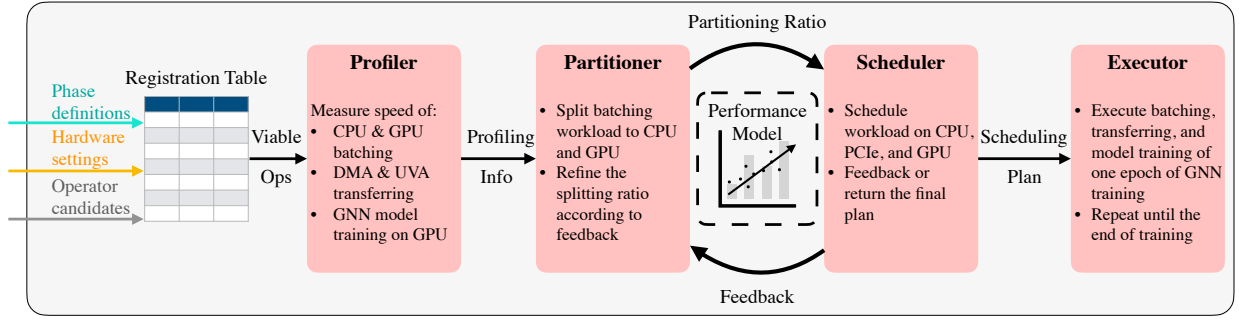 Phase
definitions
Hardware
settings
Operator
candidates
Registration Table
Viable
Ops
Profiler
Measure speed of:
• CPU & GPU
batching
• DMA & UVA
transferring
• GNN model
training on GPU
Profiling
Info
Partitioner
• Split batching
workload to CPU
and GPU
• Refine the
splitting ratio
according to
feedback
Partitioning Ratio
Performance
Model
Feedback
Scheduler
• Schedule
workload on CPU,
PCIe, and GPU
• Feedback or
return the final
plan
Scheduling
Plan
Executor
• Execute batching,
transferring, and
model training of
one epoch of GNN
training
• Repeat until the
end of training